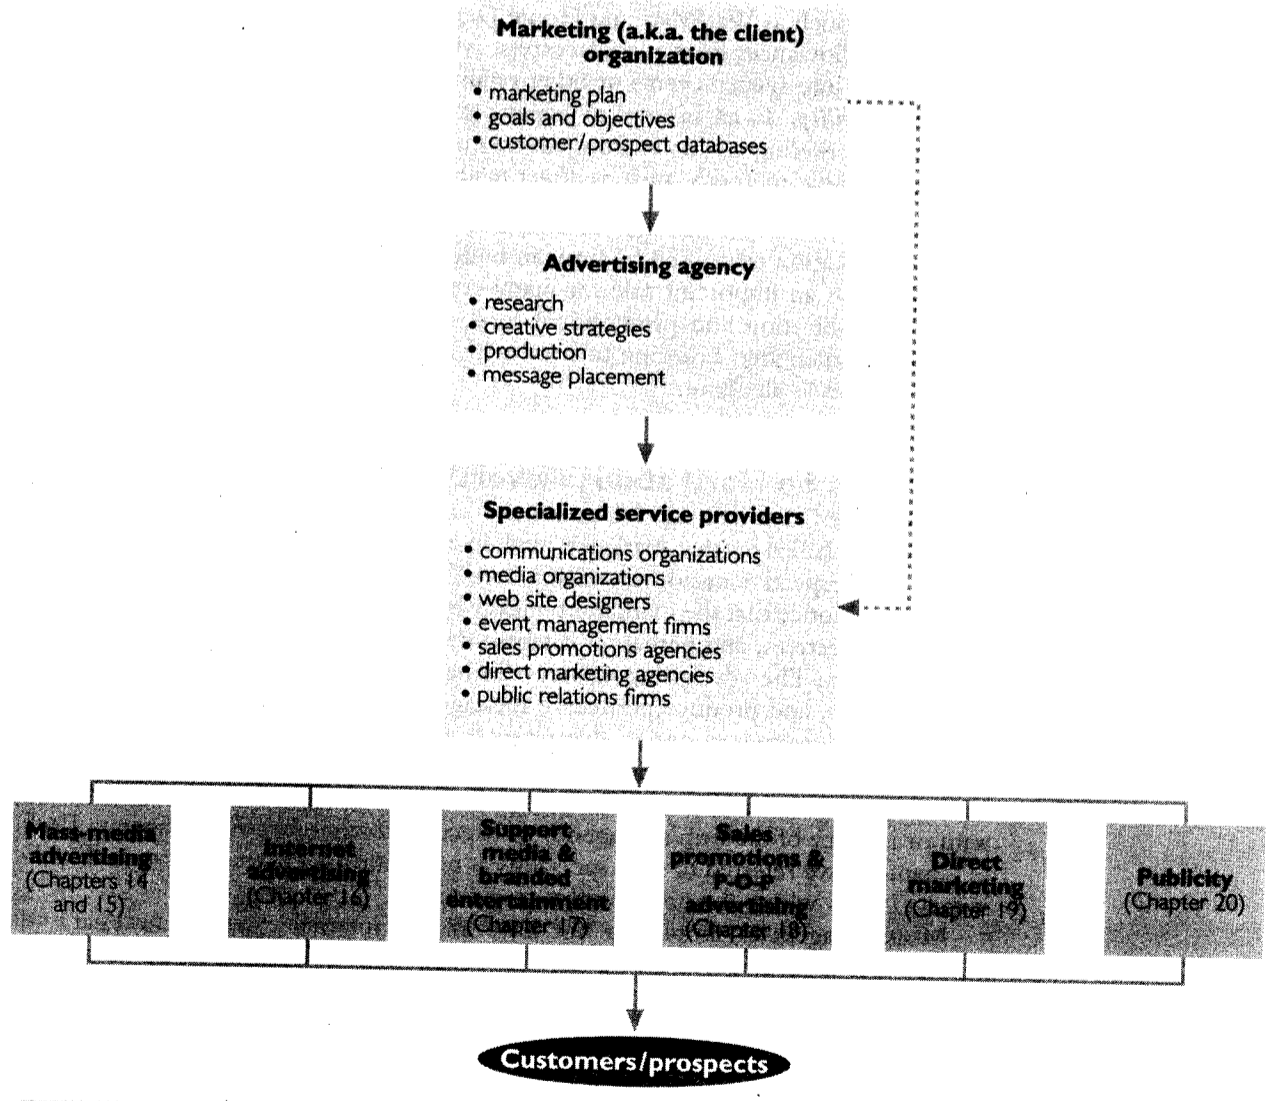 Marketing (a.k.a. the client)
organization
• marketing plan
• goals and objectives
• customer/prospect databases
Advertising agency
• research
• creative strategies
• production
• message placement
Specialized service providers
• communications organizations
• media organizations
• web site designers
• event management firms
• sales promotions agencies
• direct marketing agencies
• public relations firms
Mass-media
advertising
(Chapters 14
and 15)
Internet
advertising
(Chapter 16)
Support
media &
branded
entertainment
(Chapter 17)
Sales
promotions &
P-O-P
advertising
(Chapter 18)
Direct
marketing
(Chapter 19)
Publicity
(Chapter 20)
Customers/prospects